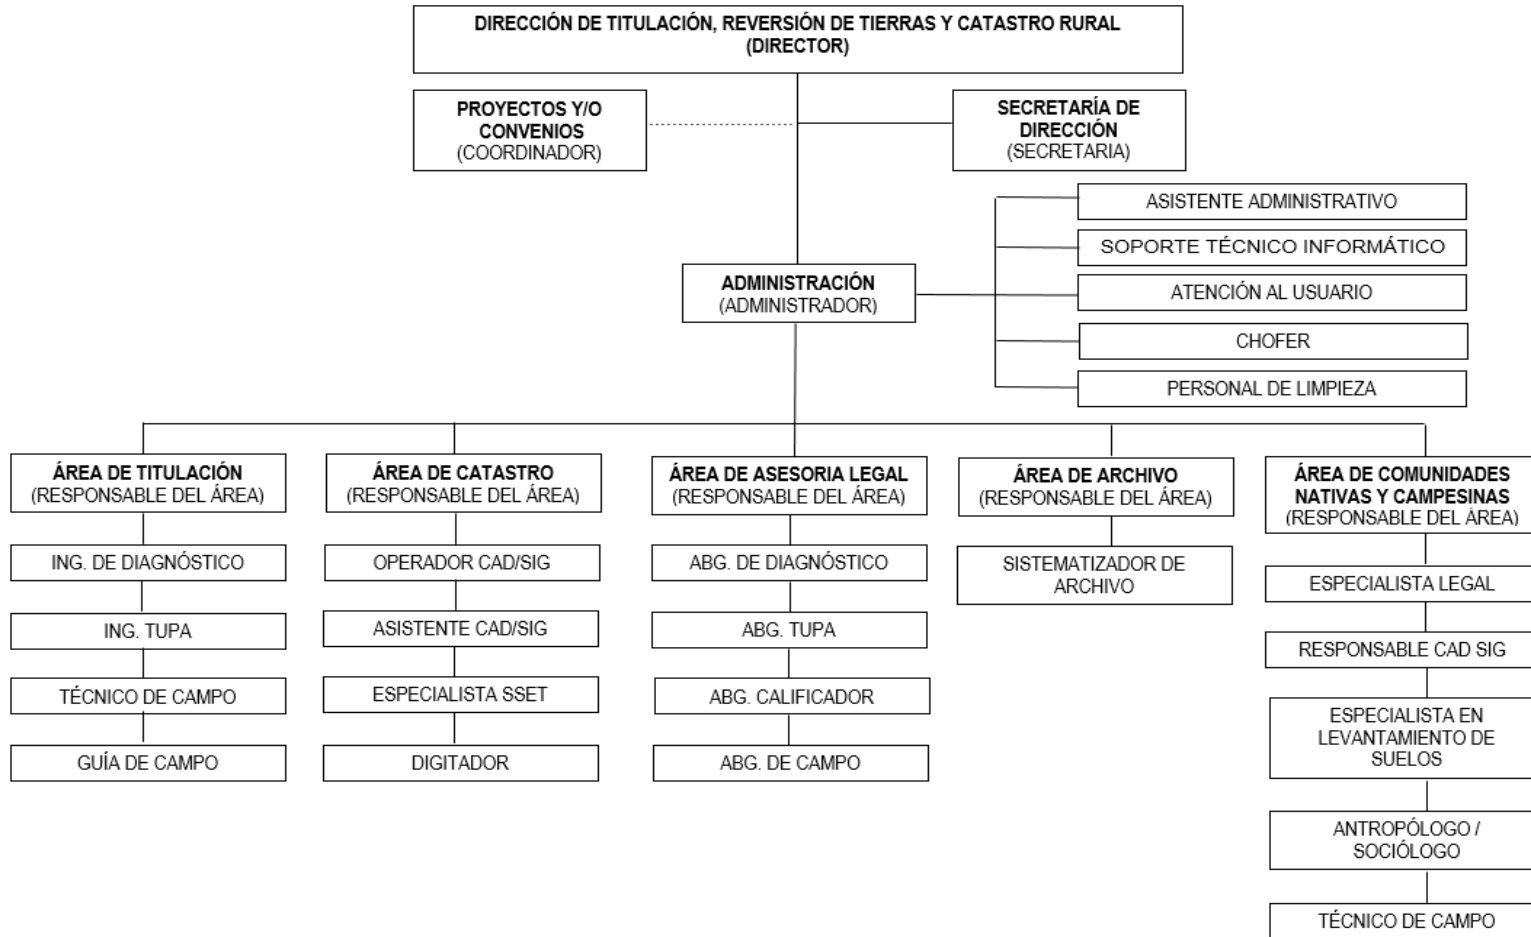 DIRECCIÓN DE TITULACIÓN, REVERSIÓN DE TIERRAS Y CATASTRO RURAL
(DIRECTOR)
PROYECTOS Y/O
CONVENIOS
(COORDINADOR)
SECRETARÍA DE
DIRECCIÓN
(SECRETARIA)
ASISTENTE ADMINISTRATIVO
SOPORTE TÉCNICO INFORMÁTICO
ADMINISTRACIÓN
(ADMINISTRADOR)
ATENCIÓN AL USUARIO
CHOFER
PERSONAL DE LIMPIEZA
ÁREA DE TITULACIÓN
(RESPONSABLE DEL ÁREA)
ING. DE DIAGNÓSTICO
ING. TUPA
TÉCNICO DE CAMPO
GUÍA DE CAMPO
ÁREA DE CATASTRO
(RESPONSABLE DEL ÁREA)
OPERADOR CAD/SIG
ASISTENTE CAD/SIG
ESPECIALISTA SSET
DIGITADOR
ÁREA DE ASESORIA LEGAL
(RESPONSABLE DEL ÁREA)
ABG. DE DIAGNÓSTICO
ABG. TUPA
ABG. CALIFICADOR
ABG. DE CAMPO
ÁREA DE ARCHIVO
(RESPONSABLE DEL ÁREA)
SISTEMATIZADOR DE
ARCHIVO
ÁREA DE COMUNIDADES
NATIVAS Y CAMPESINAS
(RESPONSABLE DEL ÁREA)
ESPECIALISTA LEGAL
RESPONSABLE CAD SIG
ESPECIALISTA EN
LEVANTAMIENTO DE
SUELOS
ANTROPÓLOGO /
SOCIÓLOGO
TÉCNICO DE CAMPO